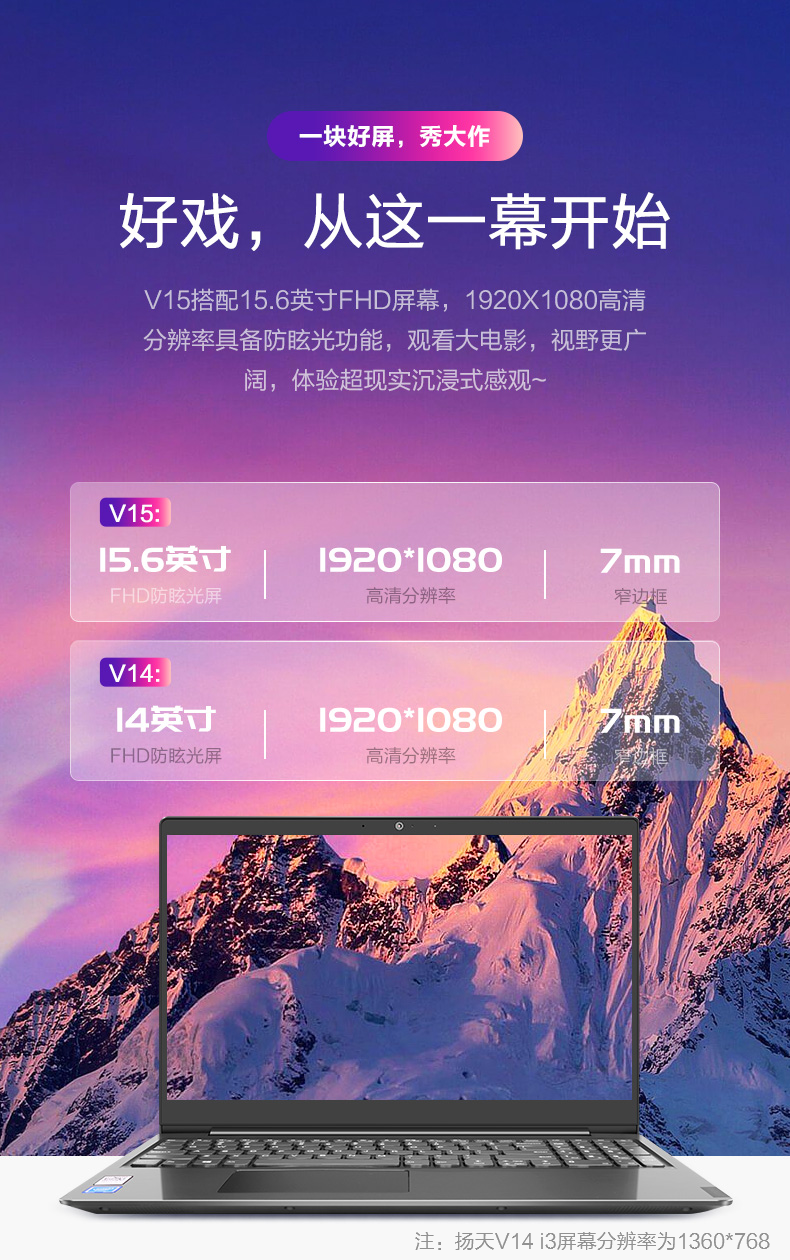 一块好屏，秀大作
好戏，从这一幕开始
V15搭配15.6英寸FHD屏幕，1920X1080高清
分辨率具备防眩光功能，观看大电影，视野更广
阔，体验超现实沉浸式感观~
V15:
15.6英寸 1920*1080 7mm
FHD防眩光屏 高清分辨率 窄边框
V14:
14英寸 1920*1080 7mm
FHD防眩光屏 高清分辨率 窄边框
注：扬天V14 i3屏幕分辨率为1360*768